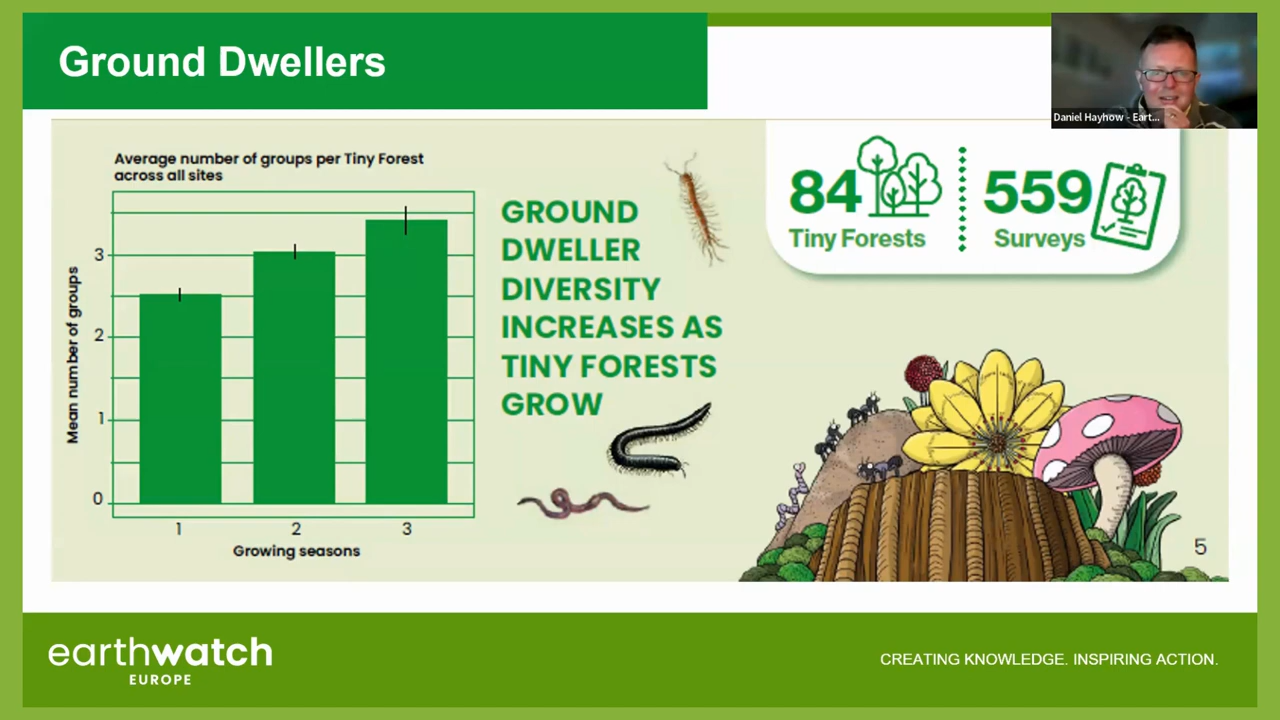 Ground Dwellers
Daniel Hayhow - Eart...
Average number of groups per Tiny Forest
across all sites
Mean number of groups
3
2
1
0
1 2 3
Growing seasons
GROUND
DWELLER
DIVERSITY
INCREASES AS
TINY FORESTS
GROW
84
Tiny Forests
559
Surveys
5
earthwatch
EUROPE
CREATING KNOWLEDGE. INSPIRING ACTION.